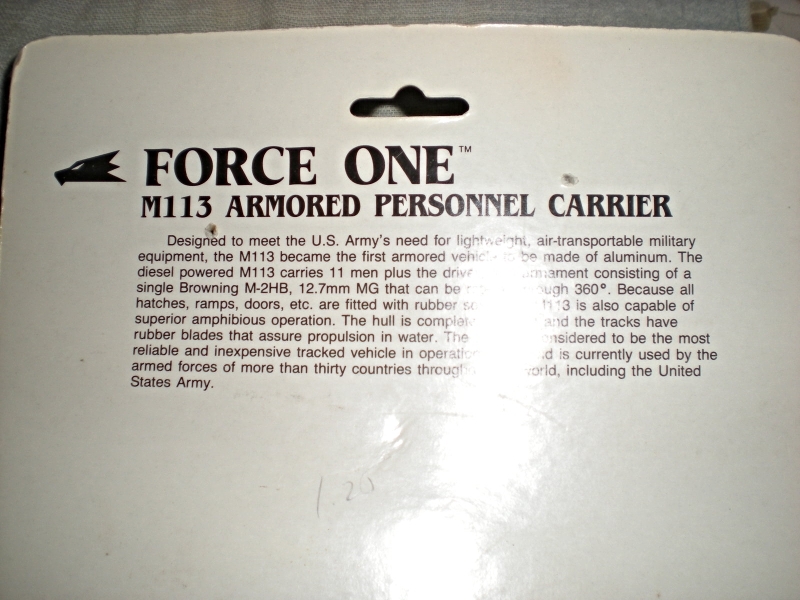 FORCE ONE™
M113 ARMORED PERSONNEL CARRIER
Designed to meet the U.S. Army's need for lightweight, air-transportable military
equipment, the M113 became the first armored be made of aluminum. The
diesel powered M113 carries 11 men plus the consisting of a
single Browning M-2HB, 12.7mm MG that can be 360°. Because all
hatches, ramps, doors, etc. are fitted with rubber M113 is also capable of
superior amphibious operation. The hull is and the tracks have
rubber blades that assure propulsion in water. The considered to be the most
reliable and inexpensive tracked vehicle in is currently used by the
armed forces of more than thirty countries world, including the United
States Army.
1.20